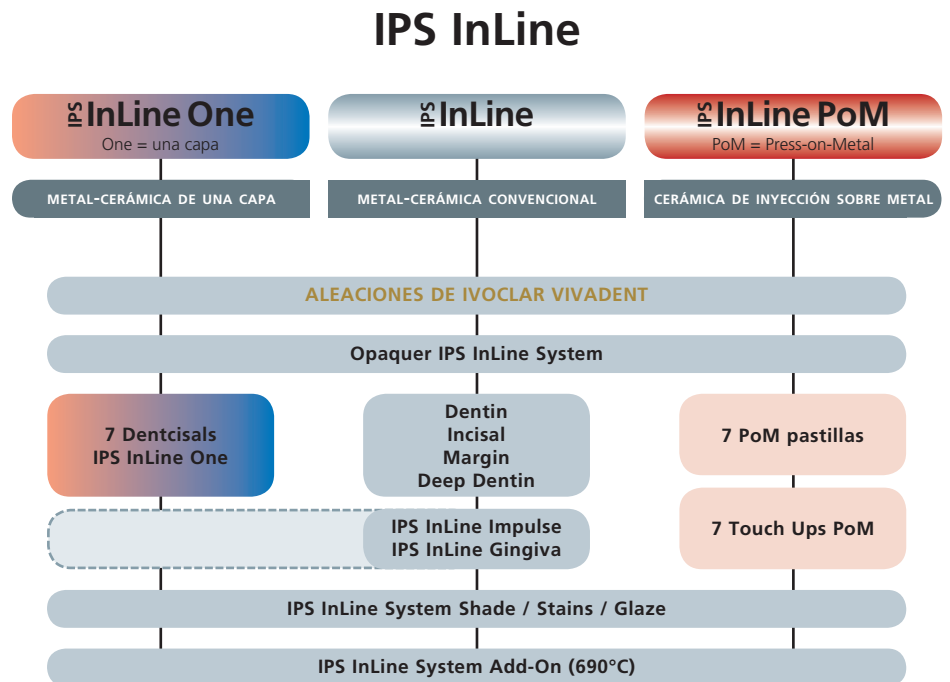 IPS InLine
IPS InLine One
One = una capa
IPS InLine
IPS InLine PoM
PoM = Press-on-Metal
METAL-CERÁMICA DE UNA CAPA
METAL-CERÁMICA CONVENCIONAL
CERÁMICA DE INYECCIÓN SOBRE METAL
ALEACIONES DE IVOCLAR VIVADENT
Opaquer IPS InLine System
7 Dentcisals
IPS InLine One
Dentin
Incisal
Margin
Deep Dentin
7 PoM pastillas
IPS InLine Impulse
IPS InLine Gingiva
7 Touch Ups PoM
IPS InLine System Shade / Stains / Glaze
IPS InLine System Add-On (690°C)